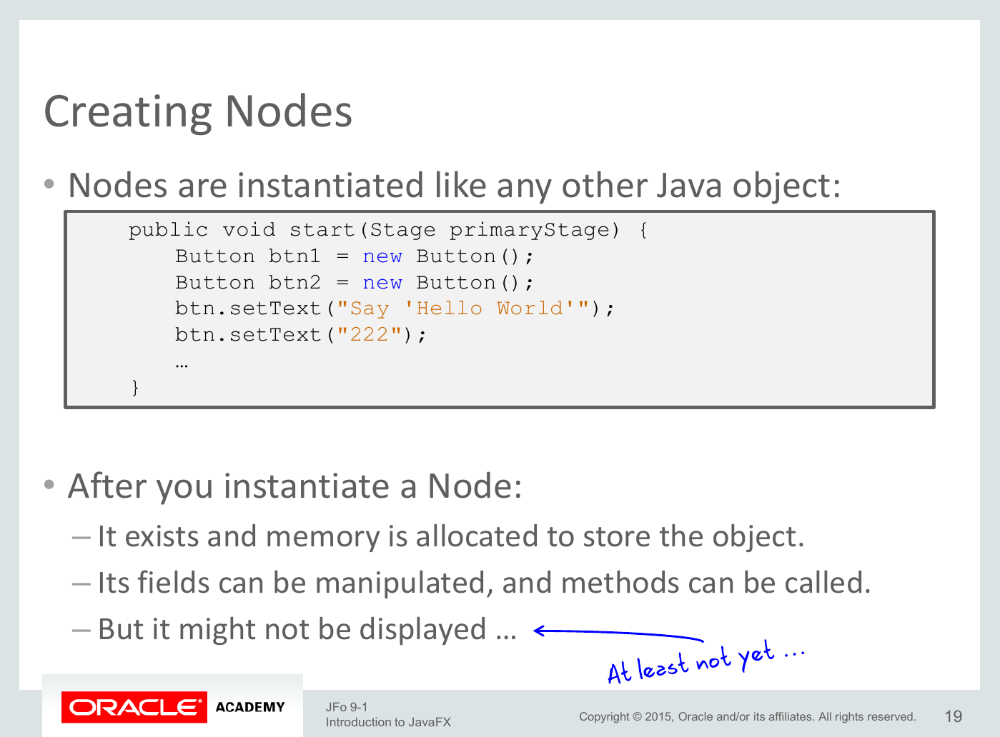 Creating Nodes
• Nodes are instantiated like any other Java object:
public void start(Stage primaryStage) {
Button btn1 = new Button();
Button btn2 = new Button();
btn.setText("Say 'Hello World'");
btn.setText("222");
…
}
• After you instantiate a Node:
– It exists and memory is allocated to store the object.
– Its fields can be manipulated, and methods can be called.
– But it might not be displayed …
At least not yet ...
ORACLE® ACADEMY
JFo 9-1
Introduction to JavaFX
Copyright © 2015, Oracle and/or its affiliates. All rights reserved.
19